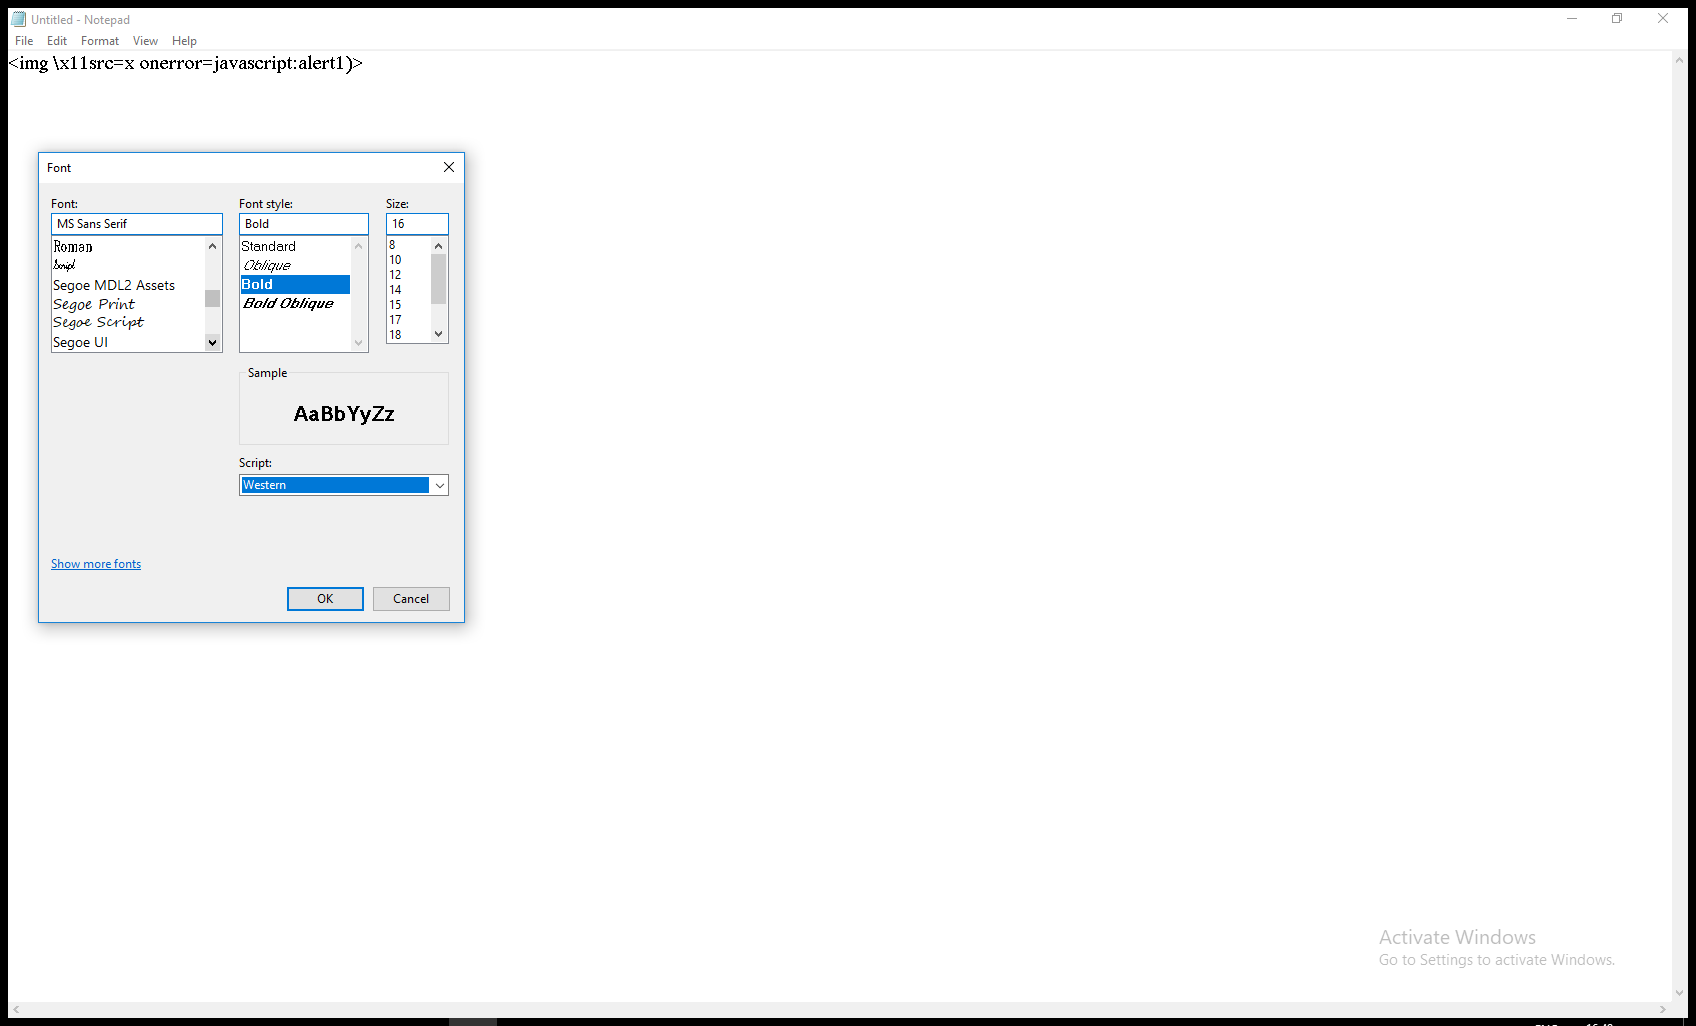 Untitled - Notepad
File Edit Format View Help
<img \x11src=x onerror=javascript:alert1)>
Font
Font: Font style: Size:
MS Sans Serif Bold 16
Roman
Script
Segoe MDL2 Assets
Segoe Print
Segoe Script
Segoe UI
Standard
Oblique
Bold
Bold Oblique
8
10
12
14
15
17
18
Sample
AaBbYyZz
Script:
Western
Show more fonts
OK Cancel
Activate Windows
Go to Settings to activate Windows.